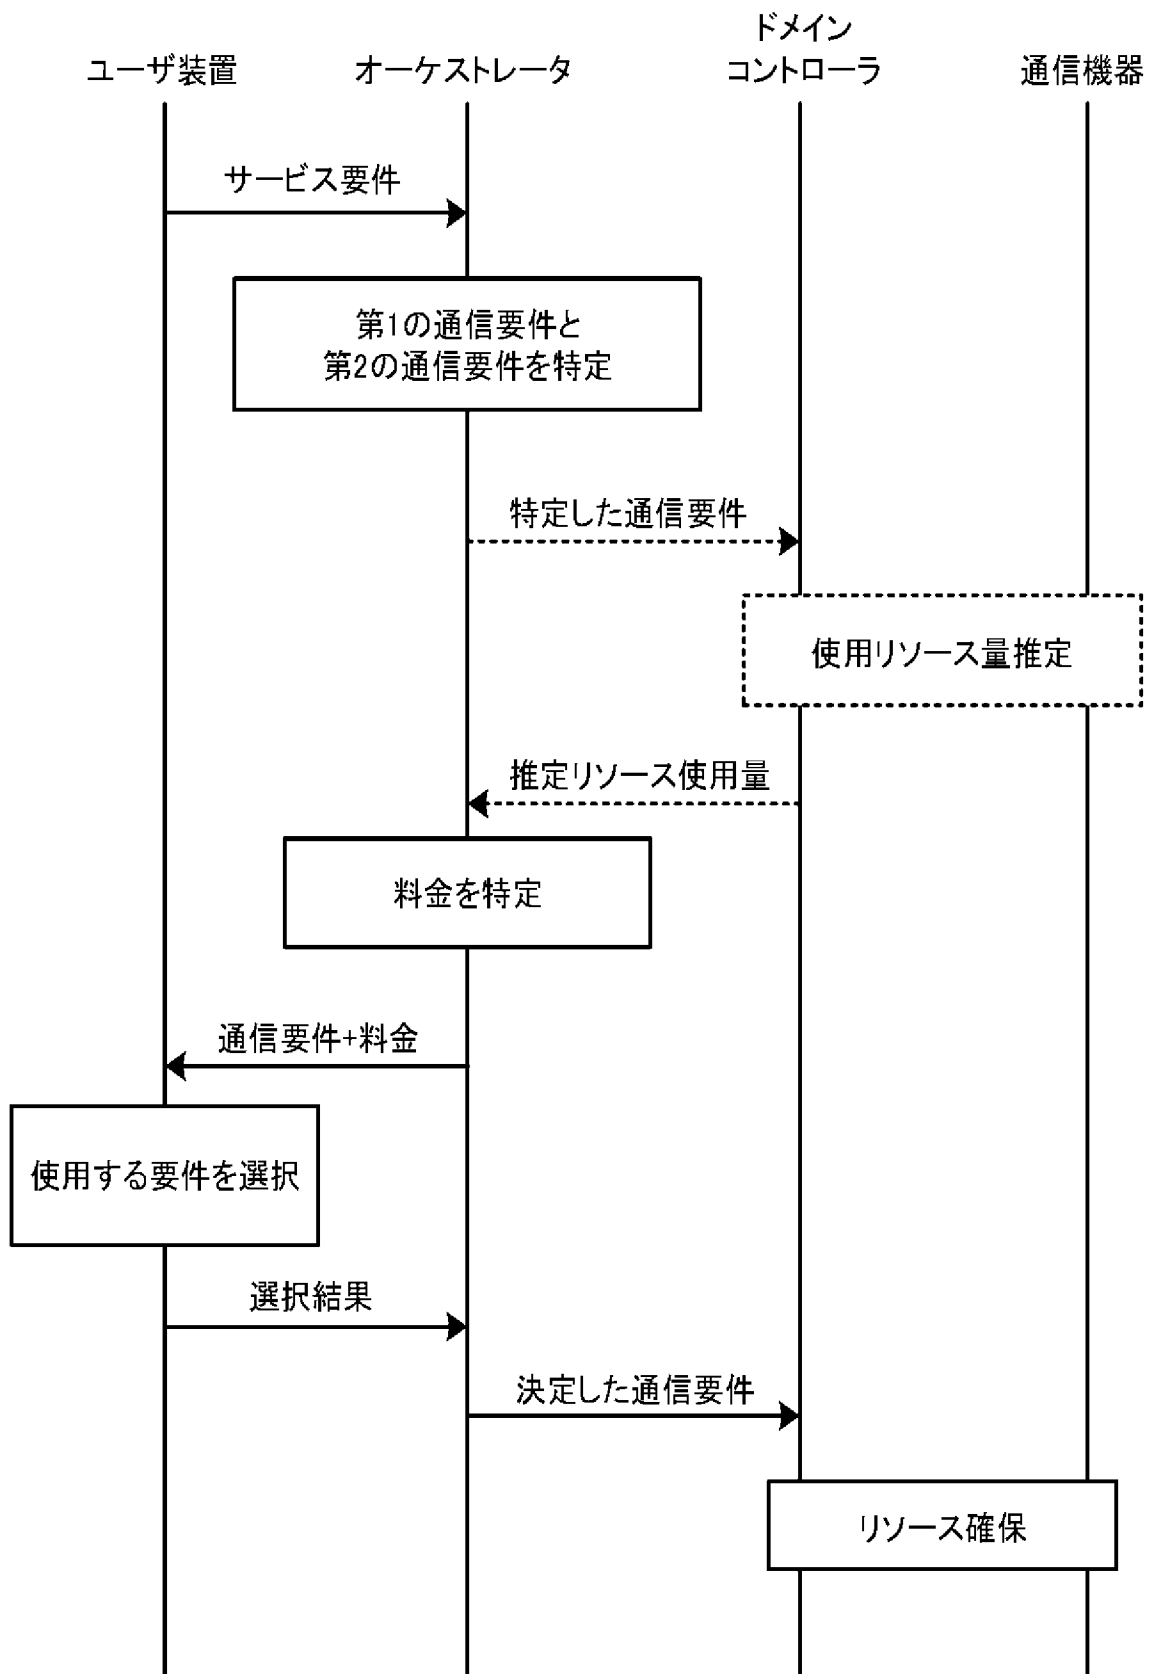 ユーザ装置
オーケストレータ
ドメイン
コントローラ
通信機器
サービス要件
第1の通信要件と
第2の通信要件を特定
特定した通信要件
使用リソース量推定
推定リソース使用量
料金を特定
通信要件+料金
使用する要件を選択
選択結果
決定した通信要件
リソース確保